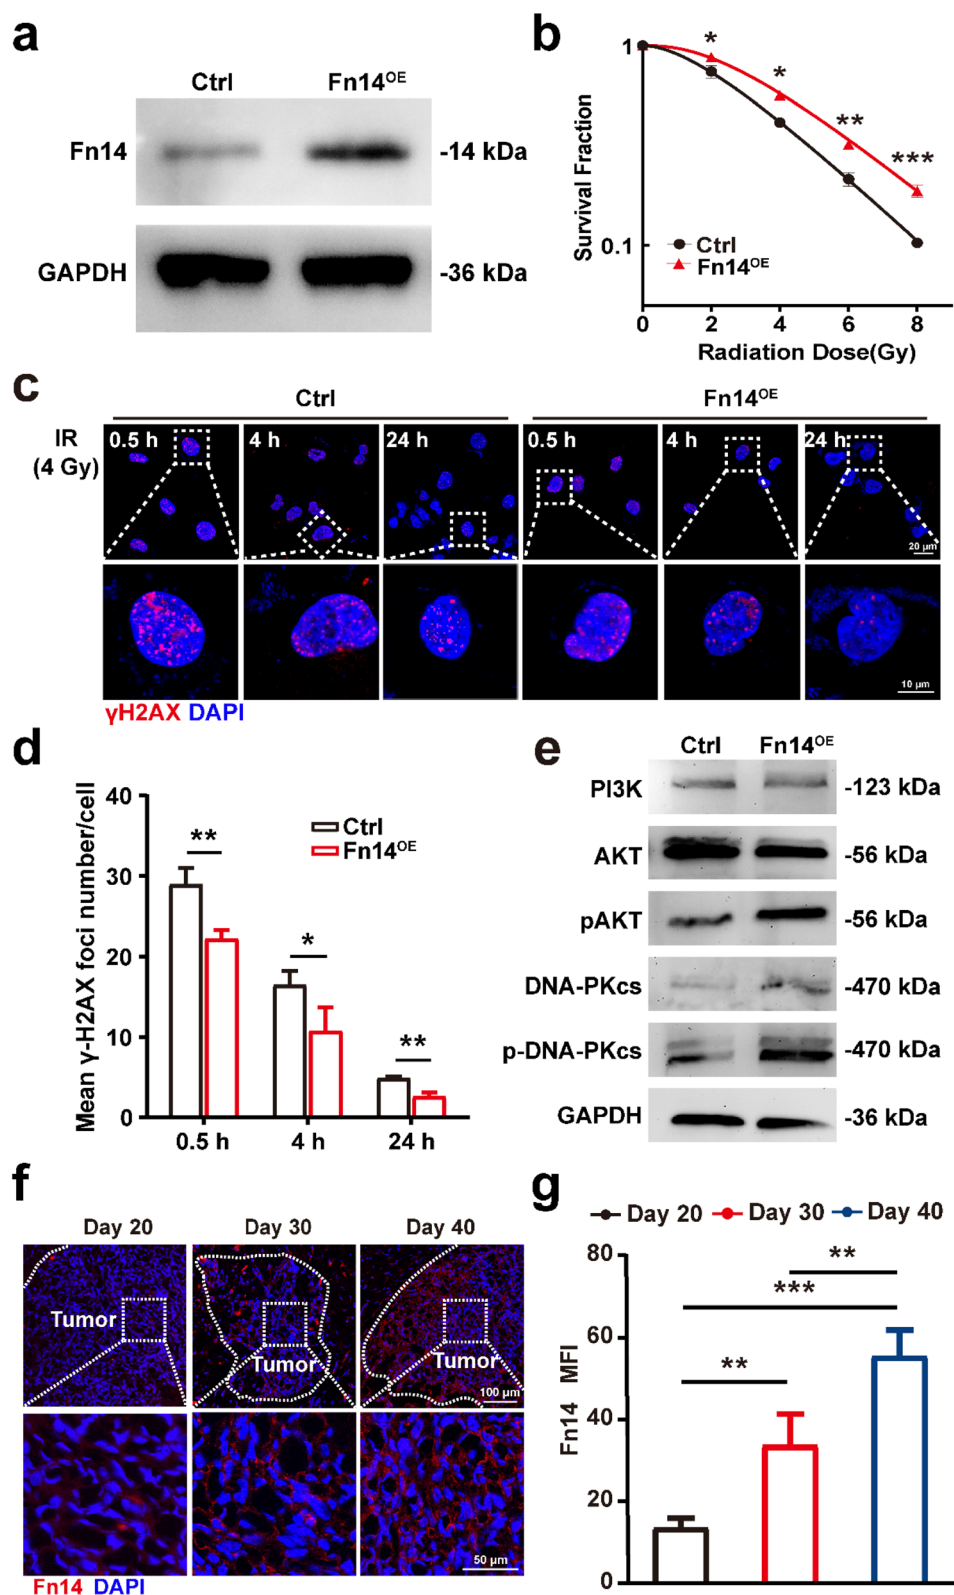 a
Ctrl Fn14OE
Fn14 -14 kDa
GAPDH -36 kDa
b
Survival Fraction
1
0.1
* * ** ***
Ctrl
Fn14OE
0 2 4 6 8
Radiation Dose(Gy)
c
Ctrl Fn14OE
IR
(4 Gy)
0.5 h 4 h 24 h 0.5 h 4 h 24 h
20 µm
10 µm
γH2AX DAPI
d
Mean γ-H2AX foci number/cell
40
30
20
10
0
** * **
Ctrl
Fn14OE
0.5 h 4 h 24 h
e
Ctrl Fn14OE
PI3K -123 kDa
AKT -56 kDa
pAKT -56 kDa
DNA-PKcs -470 kDa
p-DNA-PKcs -470 kDa
GAPDH -36 kDa
f
Day 20 Day 30 Day 40
Tumor Tumor Tumor
100 µm
50 µm
Fn14 DAPI
g
Day 20 Day 30 Day 40
Fn14 MFI
80
60
40
20
0
**
***
**